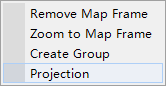 Remove Map Frame
Zoom to Map Frame
Create Group
Projection